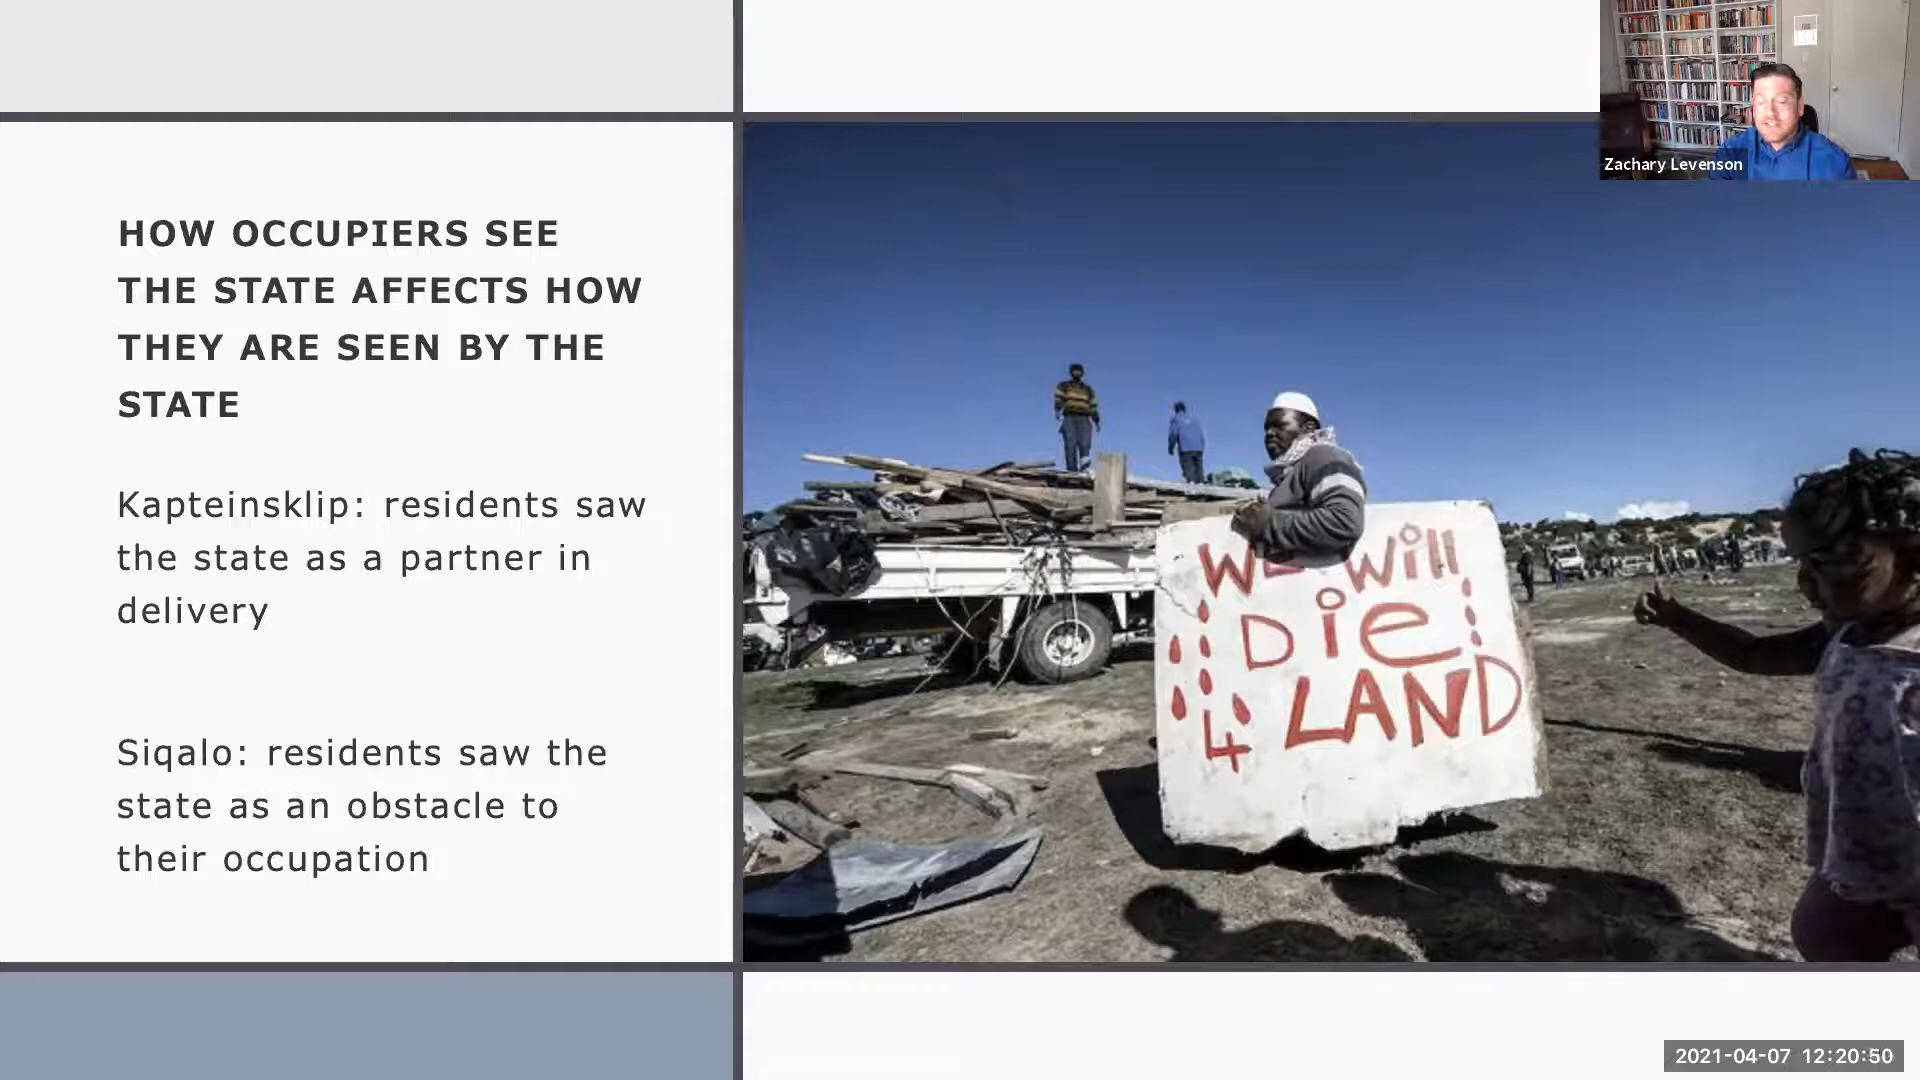 Zachary Levenson
HOW OCCUPIERS SEE
THE STATE AFFECTS HOW
THEY ARE SEEN BY THE
STATE
Kapteinsklip: residents saw
the state as a partner in
delivery
Siqalo: residents saw the
state as an obstacle to
their occupation
WE Will
DiE
4 LAND
2021-04-07 12:20:50